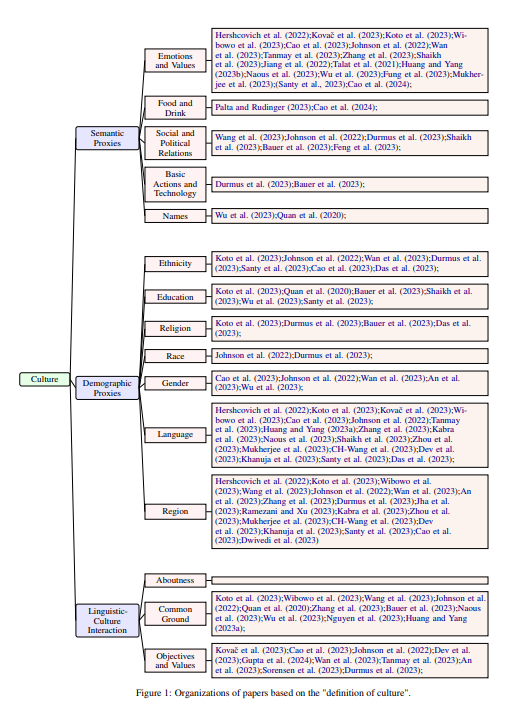 Emotions
and Values
Hershcovich et al. (2022);Kovač et al. (2023);Koto et al. (2023);Wi-
bowo et al. (2023);Cao et al. (2023);Johnson et al. (2022);Wan
et al. (2023);Tanmay et al. (2023);Zhang et al. (2023);Shaikh
et al. (2023);Jiang et al. (2022);Talat et al. (2021);Huang and Yang
(2023b);Naous et al. (2023);Wu et al. (2023);Fung et al. (2023);Mukher-
jee et al. (2023);(Santy et al., 2023);Cao et al. (2024);
Food and
Drink
Palta and Rudinger (2023);Cao et al. (2024);
Semantic
Proxies
Social and
Political
Relations
Wang et al. (2023);Johnson et al. (2022);Durmus et al. (2023);Shaikh
et al. (2023);Bauer et al. (2023);Feng et al. (2023);
Basic
Actions and
Technology
Durmus et al. (2023);Bauer et al. (2023);
Names
Wu et al. (2023);Quan et al. (2020);
Ethnicity
Koto et al. (2023);Johnson et al. (2022);Wan et al. (2023);Durmus et al.
(2023);Santy et al. (2023);Cao et al. (2023);Das et al. (2023);
Education
Koto et al. (2023);Quan et al. (2020);Bauer et al. (2023);Shaikh et al.
(2023);Wu et al. (2023);Santy et al. (2023);
Religion
Koto et al. (2023);Durmus et al. (2023);Bauer et al. (2023);Das et al.
(2023);
Race
Johnson et al. (2022);Durmus et al. (2023);
Culture
Demographic
Proxies
Gender
Cao et al. (2023);Johnson et al. (2022);Wan et al. (2023);An et al.
(2023);Wu et al. (2023);
Language
Hershcovich et al. (2022);Koto et al. (2023);Kovač et al. (2023);Wi-
bowo et al. (2023);Cao et al. (2023);Johnson et al. (2022);Tanmay
et al. (2023);Huang and Yang (2023a);Zhang et al. (2023);Kabra
et al. (2023);Naous et al. (2023);Shaikh et al. (2023);Zhou et al.
(2023);Mukherjee et al. (2023);CH-Wang et al. (2023);Dev et al.
(2023);Khanuja et al. (2023);Santy et al. (2023);Das et al. (2023);
Region
Hershcovich et al. (2022);Koto et al. (2023);Wibowo et al.
(2023);Wang et al. (2023);Johnson et al. (2022);Wan et al. (2023);An
et al. (2023);Zhang et al. (2023);Durmus et al. (2023);Jha et al.
(2023);Ramezani and Xu (2023);Kabra et al. (2023);Zhou et al.
(2023);Mukherjee et al. (2023);CH-Wang et al. (2023);Dev
et al. (2023);Khanuja et al. (2023);Santy et al. (2023);Cao et al.
(2023);Dwivedi et al. (2023)
Aboutness
Linguistic-
Culture
Interaction
Common
Ground
Koto et al. (2023);Wibowo et al. (2023);Wang et al. (2023);Johnson et al.
(2022);Quan et al. (2020);Zhang et al. (2023);Bauer et al. (2023);Naous
et al. (2023);Wu et al. (2023);Nguyen et al. (2023);Huang and Yang
(2023a);
Objectives
and Values
Kovač et al. (2023);Cao et al. (2023);Johnson et al. (2022);Dev et al.
(2023);Gupta et al. (2024);Wan et al. (2023);Tanmay et al. (2023);An
et al. (2023);Sorensen et al. (2023);Durmus et al. (2023);
Figure 1: Organizations of papers based on the "definition of culture".